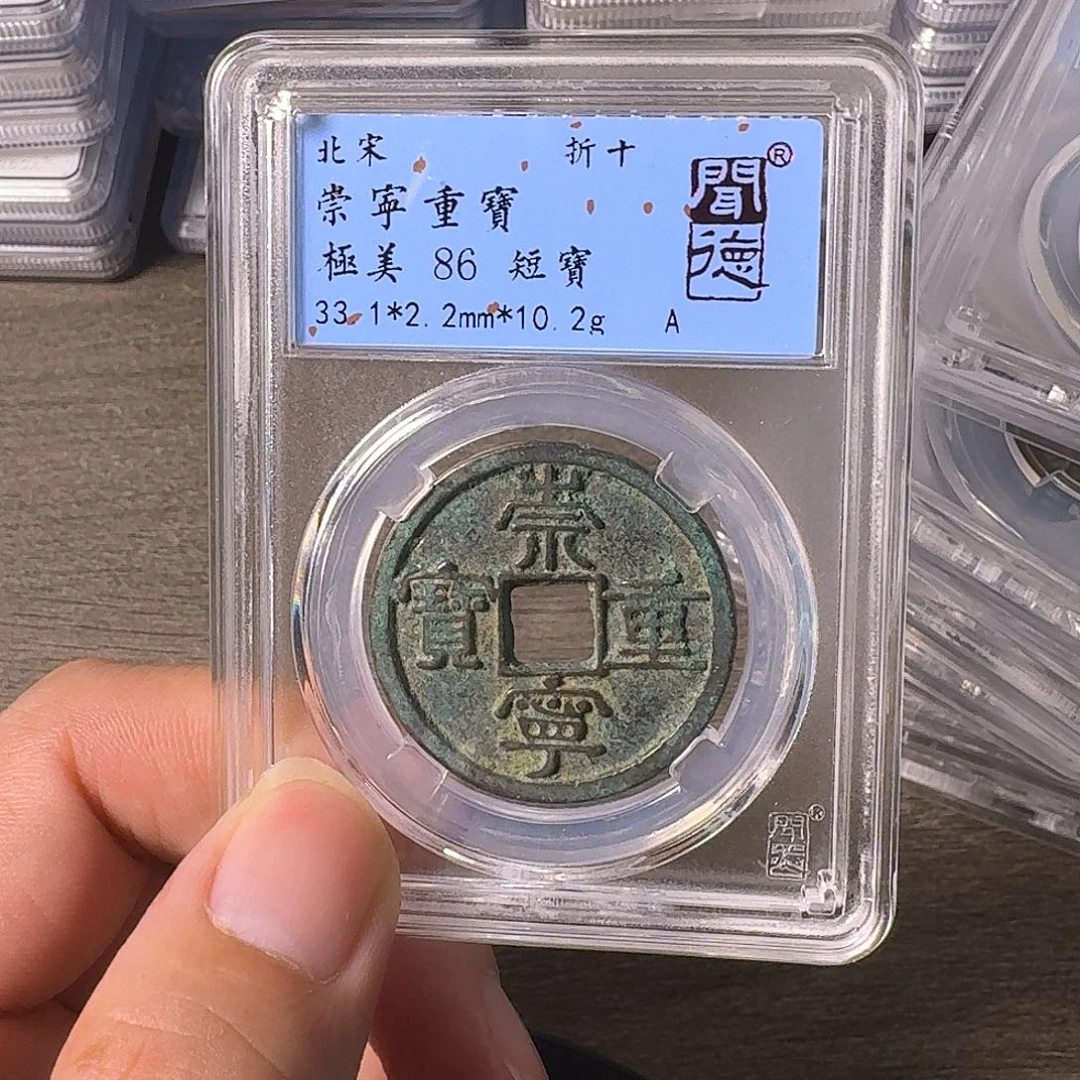 北宋 折十
崇寧重寶
極美 86 短寶
33.1*2.2mm*10.2g A
聞德
®
崇
寶 重
寧
聞德
®